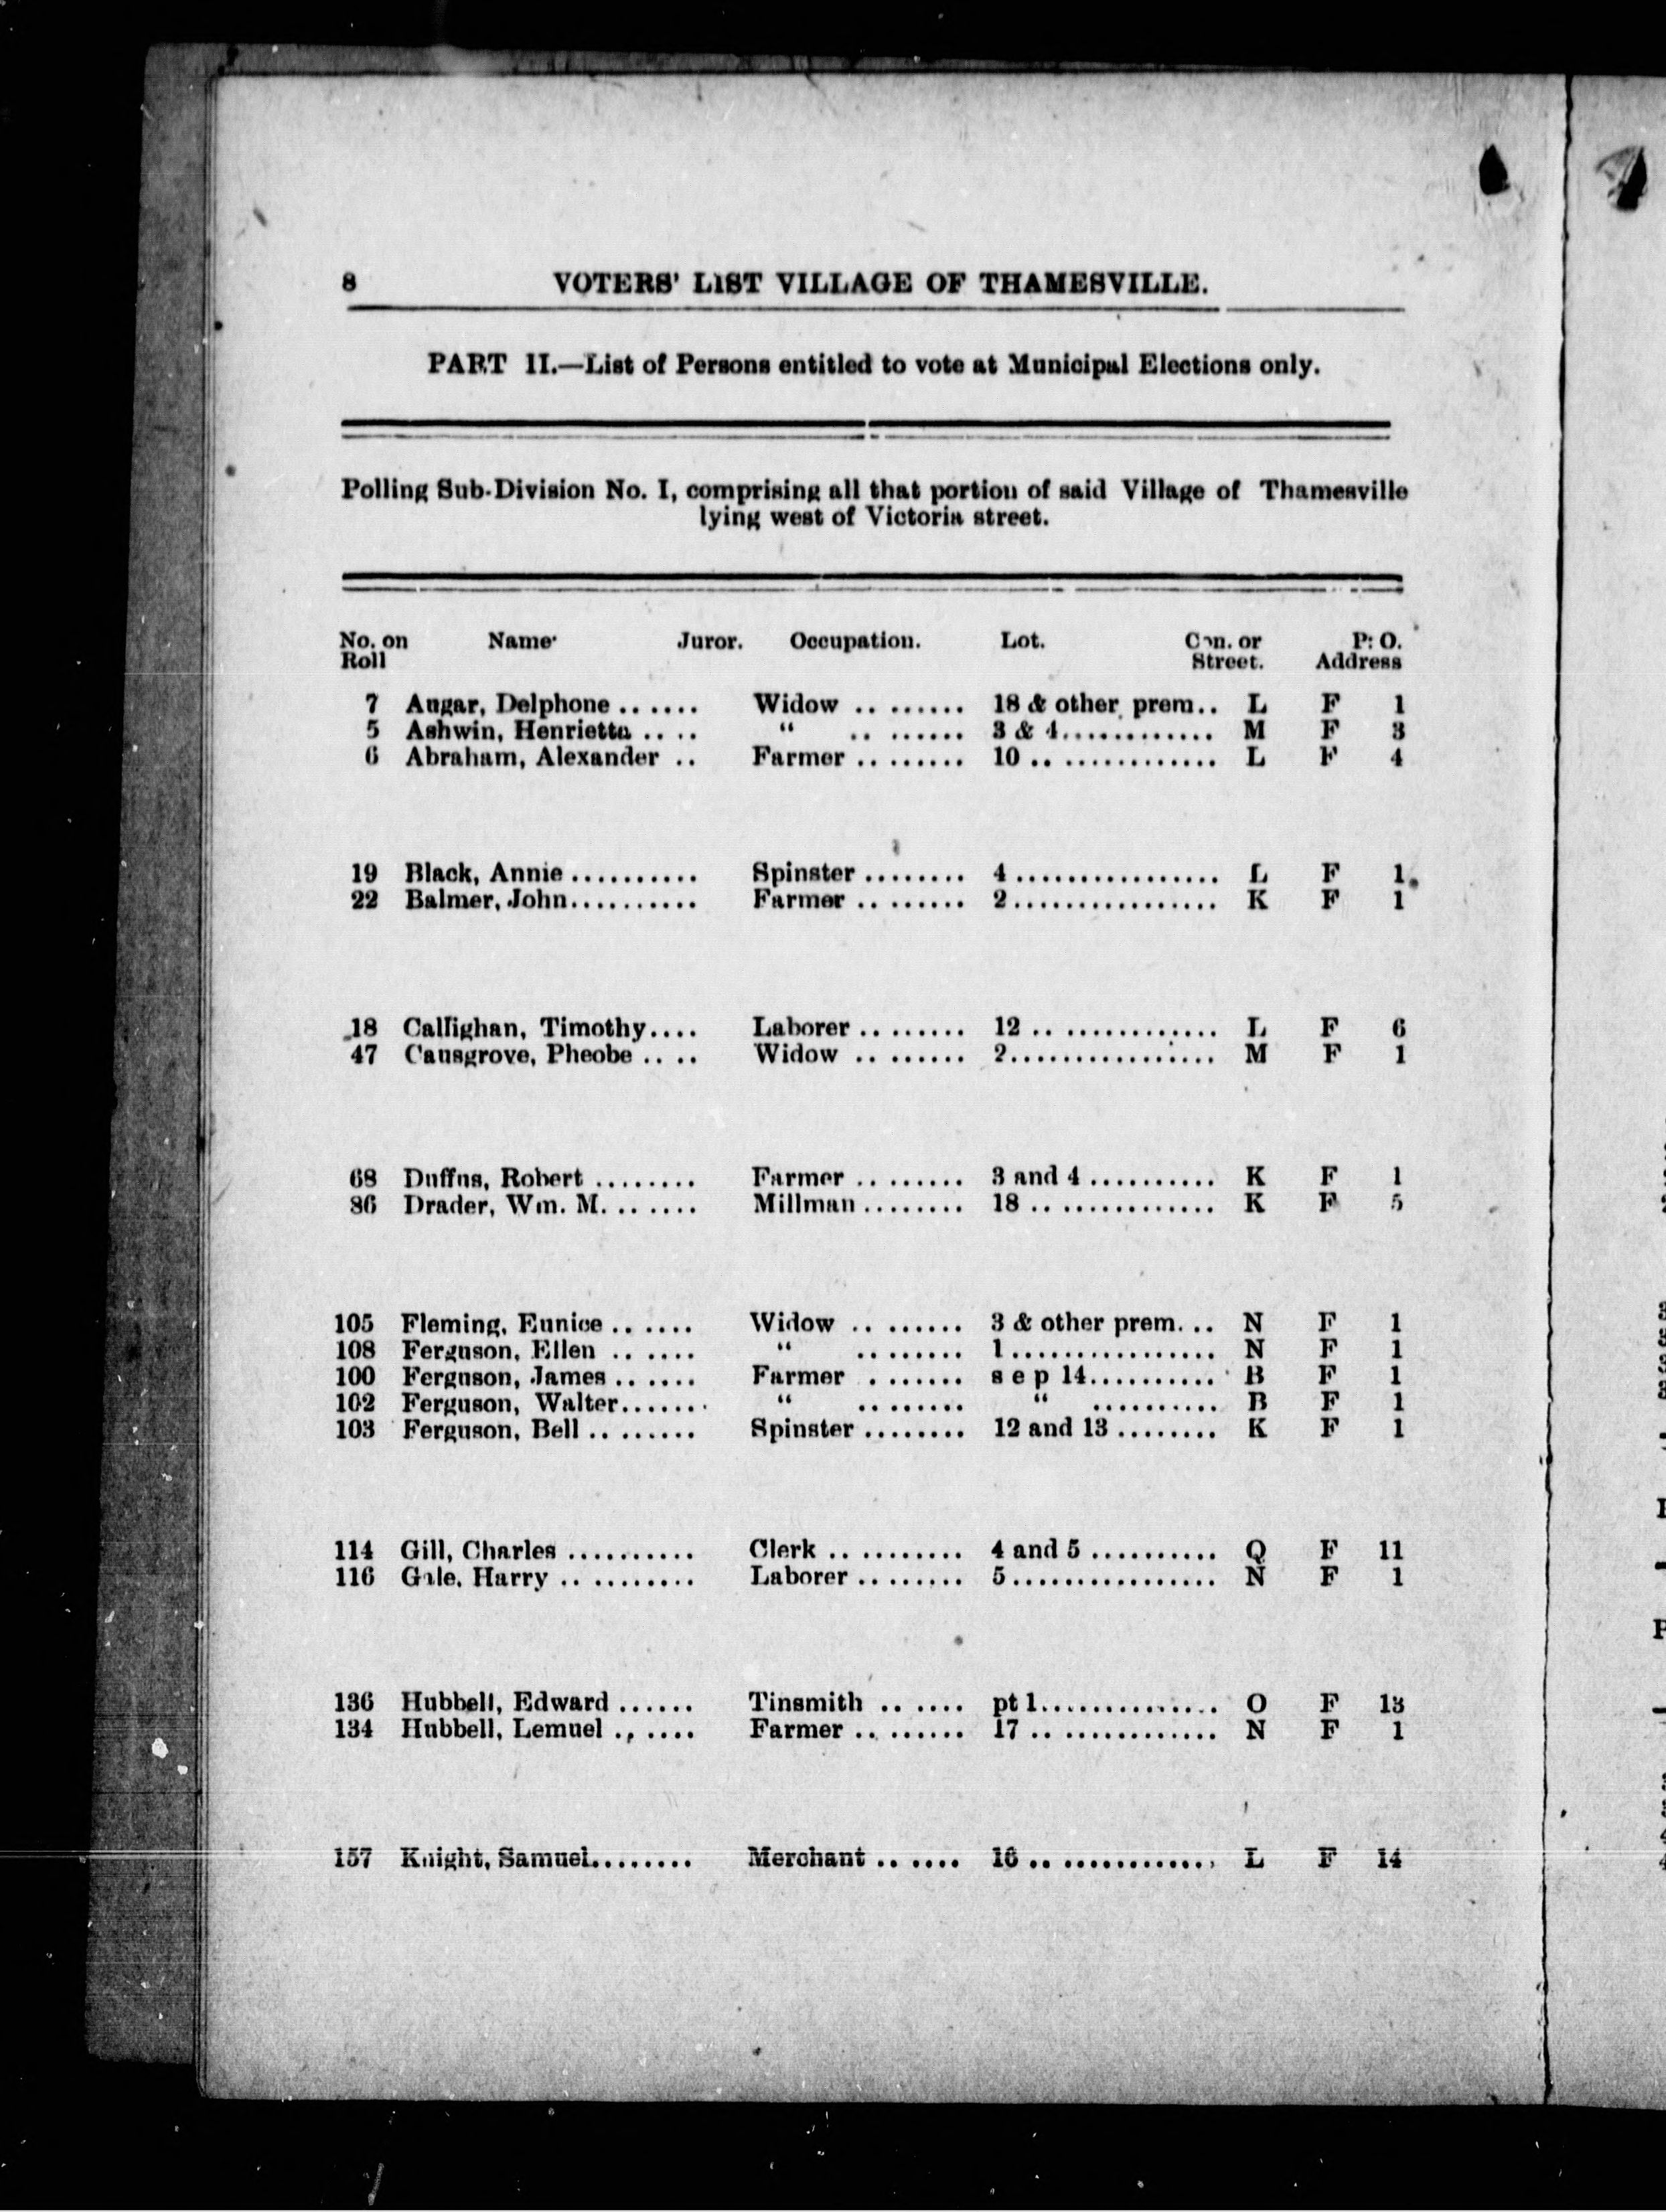 8 VOTERS' LIST VILLAGE OF THAMESVILLE.
PART II.—List of Persons entitled to vote at Municipal Elections only.
Polling Sub-Division No. I, comprising all that portion of said Village of Thamesville
lying west of Victoria street.
No. on Name Juror. Occupation. Lot. Con. or P: O.
Roll Street. Address
7 Augar, Delphone ...... Widow .. ...... 18 & other prem.. L F 1
5 Ashwin, Henrietta .... " .. ...... 3 & 4............ M F 3
6 Abraham, Alexander .. Farmer .. ...... 10 .. ............ L F 4
19 Black, Annie .......... Spinster ........ 4 ................ L F 1
22 Balmer, John.......... Farmer .. ...... 2................ K F 1
18 Callighan, Timothy.... Laborer .. ...... 12 .. ............ L F 6
47 Causgrove, Pheobe .. .. Widow .. ...... 2................ M F 1
68 Duffus, Robert ........ Farmer .. ...... 3 and 4 .......... K F 1
86 Drader, Wm. M. ...... Millman ........ 18 .. ............ K F 5
105 Fleming, Eunice ...... Widow .. ...... 3 & other prem. .. N F 1
108 Ferguson, Ellen .. .... " ........ 1................ N F 1
100 Ferguson, James ...... Farmer . ...... s e p 14.......... B F 1
102 Ferguson, Walter...... " ........ " .......... B F 1
103 Ferguson, Bell .. ...... Spinster ........ 12 and 13 ........ K F 1
114 Gill, Charles .......... Clerk .. ........ 4 and 5 .......... Q F 11
116 Gale, Harry .. ........ Laborer .. ...... 5................ N F 1
136 Hubbell, Edward ...... Tinsmith .. .... pt 1.............. O F 13
134 Hubbell, Lemuel .. .... Farmer .. ...... 17 .. ............ N F 1
157 Knight, Samuel........ Merchant .. .... 16 .. ............ L F 14